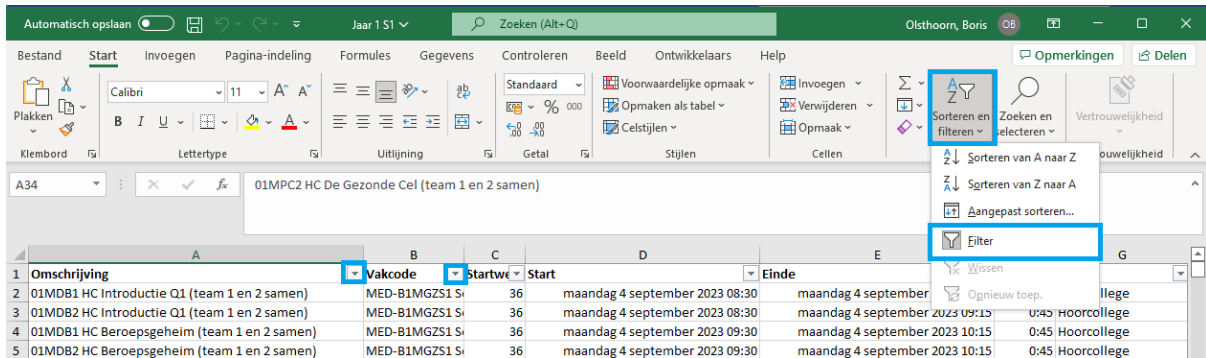 Automatisch opslaan Jaar 1 S1 Zoeken (Alt+Q) Olsthoorn, Boris OB
Bestand Start Invoegen Pagina-indeling Formules Gegevens Controleren Beeld Ontwikkelaars Help Opmerkingen Delen
Plakken
Klembord
Calibri 11 A^ A˅
B I U A
Lettertype
ab
Uitlijning
Standaard
% 000
,00 ,00
Getal
Voorwaardelijke opmaak
Opmaken als tabel
Celstijlen
Stijlen
Invoegen
Verwijderen
Opmaak
Cellen
Σ
Sorteren en
filteren
Zoeken en
selecteren
Vertrouwelijkheid
Sorteren van A naar Z
Sorteren van Z naar A
Aangepast sorteren...
Filter
Wissen
Opnieuw toep.
A34 fx 01MPC2 HC De Gezonde Cel (team 1 en 2 samen)
A B C D E G
1 Omschrijving Vakcode Startwe Start Einde
2 01MDB1 HC Introductie Q1 (team 1 en 2 samen) MED-B1MGZS1 S 36 maandag 4 september 2023 08:30 maandag 4 september llege
3 01MDB2 HC Introductie Q1 (team 1 en 2 samen) MED-B1MGZS1 S 36 maandag 4 september 2023 08:30 maandag 4 september 2023 09:15 0:45 Hoorcollege
4 01MDB1 HC Beroepsgeheim (team 1 en 2 samen) MED-B1MGZS1 S 36 maandag 4 september 2023 09:30 maandag 4 september 2023 10:15 0:45 Hoorcollege
5 01MDB2 HC Beroepsgeheim (team 1 en 2 samen) MED-B1MGZS1 S 36 maandag 4 september 2023 09:30 maandag 4 september 2023 10:15 0:45 Hoorcollege